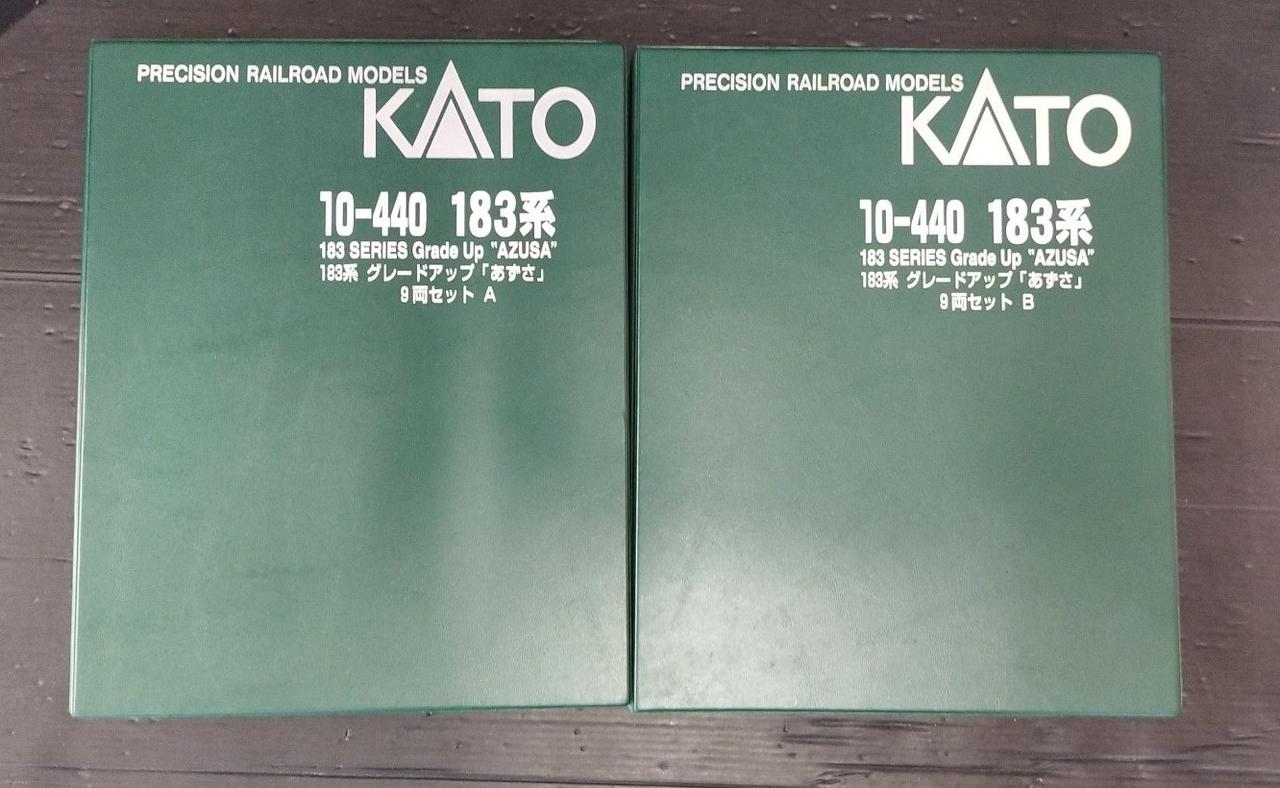 PRECISION RAILROAD MODELS
KATO
10-440 183系
183 SERIES Grade Up "AZUSA"
183系 グレードアップ「あずさ」
9両セット A
PRECISION RAILROAD MODELS
KATO
10-440 183系
183 SERIES Grade Up "AZUSA"
183系 グレードアップ「あずさ」
9両セット B